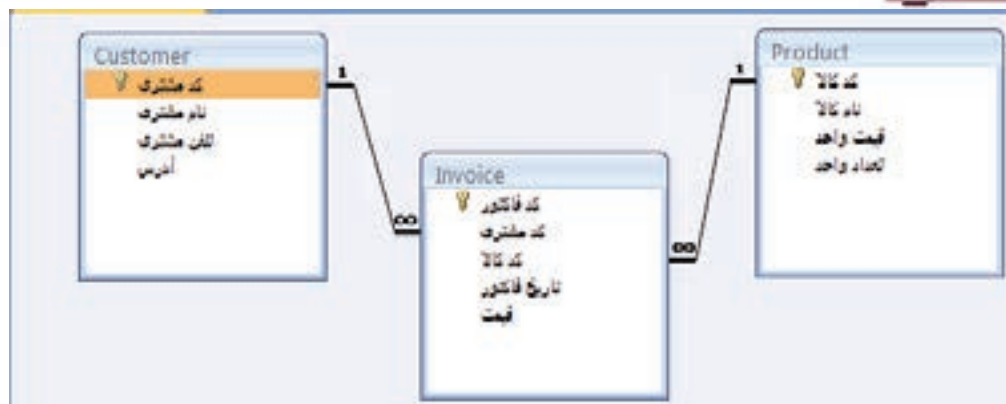 Customer
کد مشتری
نام مشتری
تلفن مشتری
آدرس
1
∞
Invoice
کد فاکتور
کد مشتری
کد کالا
تاریخ فاکتور
قیمت
∞
1
Product
کد کالا
نام کالا
قیمت واحد
تعداد واحد